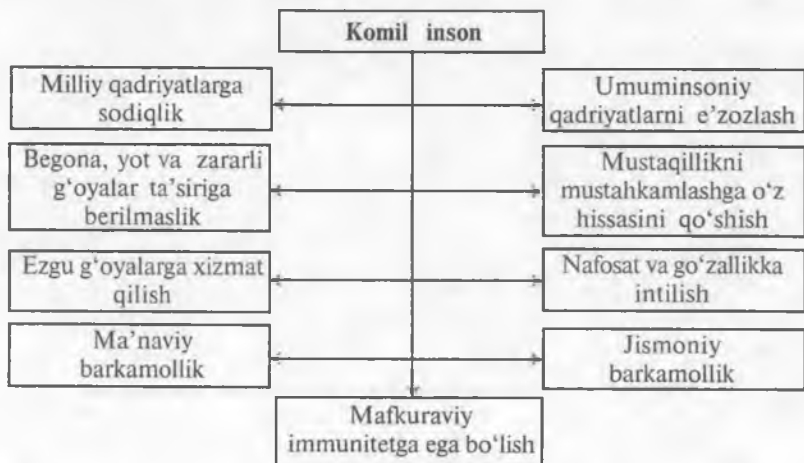 Komil inson
Milliy qadriyatlarga
sodiqlik
Umuminsoniy
qadriyatlarni e’zozlash
Begona, yot va zararli
g‘oyalar ta’siriga
berilmaslik
Mustaqillikni
mustahkamlashga o‘z
hissasini qo‘shish
Ezgu g‘oyalarga xizmat
qilish
Nafosat va go‘zallikka
intilish
Ma’naviy
barkamollik
Jismoniy
barkamollik
Mafkuraviy
immunitetga ega bo‘lish